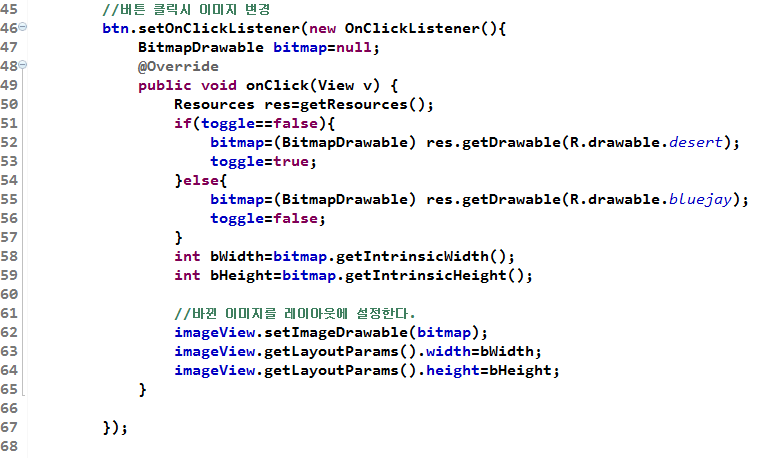 45 //버튼 클릭시 이미지 변경
46 btn.setOnClickListener(new OnClickListener(){
47 BitmapDrawable bitmap=null;
48 @Override
49 public void onClick(View v) {
50 Resources res=getResources();
51 if(toggle==false){
52 bitmap=(BitmapDrawable) res.getDrawable(R.drawable.desert);
53 toggle=true;
54 }else{
55 bitmap=(BitmapDrawable) res.getDrawable(R.drawable.bluejay);
56 toggle=false;
57 }
58 int bWidth=bitmap.getIntrinsicWidth();
59 int bHeight=bitmap.getIntrinsicHeight();
60
61 //바뀐 이미지를 레이아웃에 설정한다.
62 imageView.setImageDrawable(bitmap);
63 imageView.getLayoutParams().width=bWidth;
64 imageView.getLayoutParams().height=bHeight;
65 }
66
67 });
68